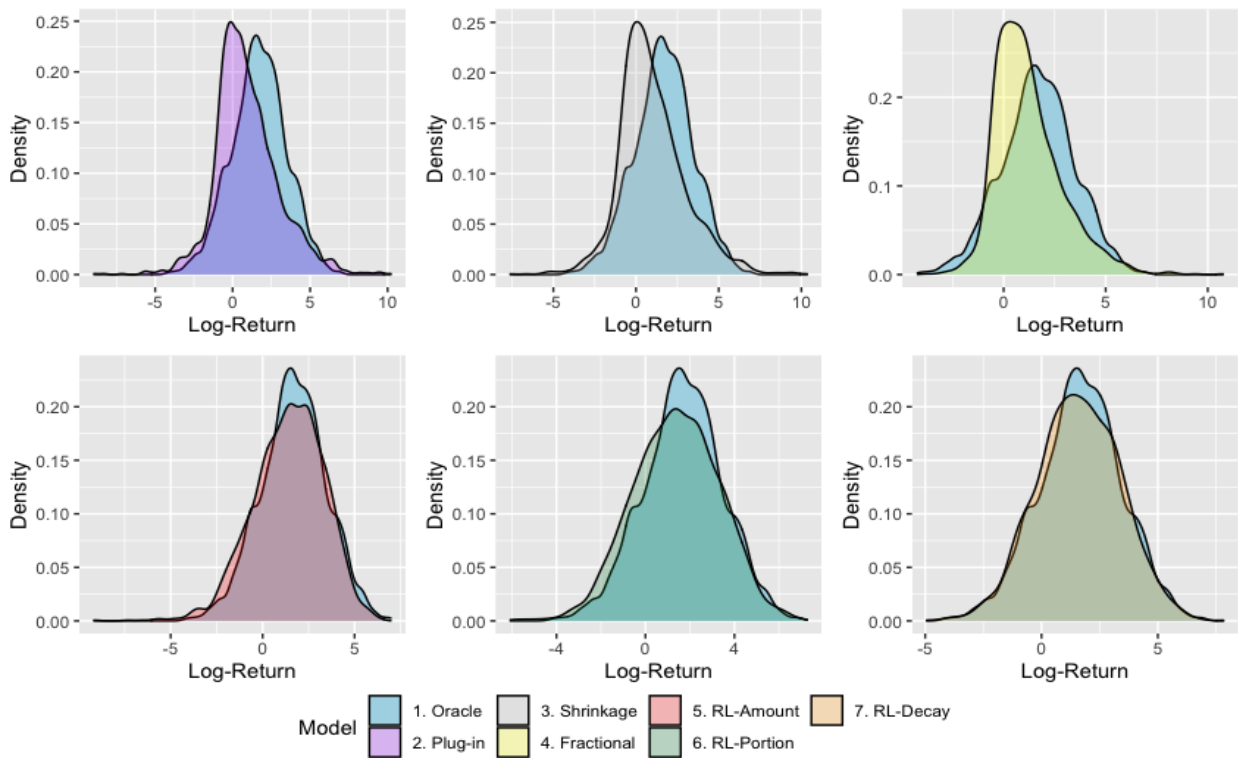 0.25
0.20
0.15
0.10
0.05
0.00
Density
-5 0 5 10
Log-Return
0.25
0.20
0.15
0.10
0.05
0.00
Density
-5 0 5 10
Log-Return
0.2
0.1
0.0
Density
0 5 10
Log-Return
0.20
0.15
0.10
0.05
0.00
Density
-5 0 5
Log-Return
0.20
0.15
0.10
0.05
0.00
Density
-4 0 4
Log-Return
0.20
0.15
0.10
0.05
0.00
Density
-5 0 5
Log-Return
Model
1. Oracle 3. Shrinkage 5. RL-Amount 7. RL-Decay
2. Plug-in 4. Fractional 6. RL-Portion